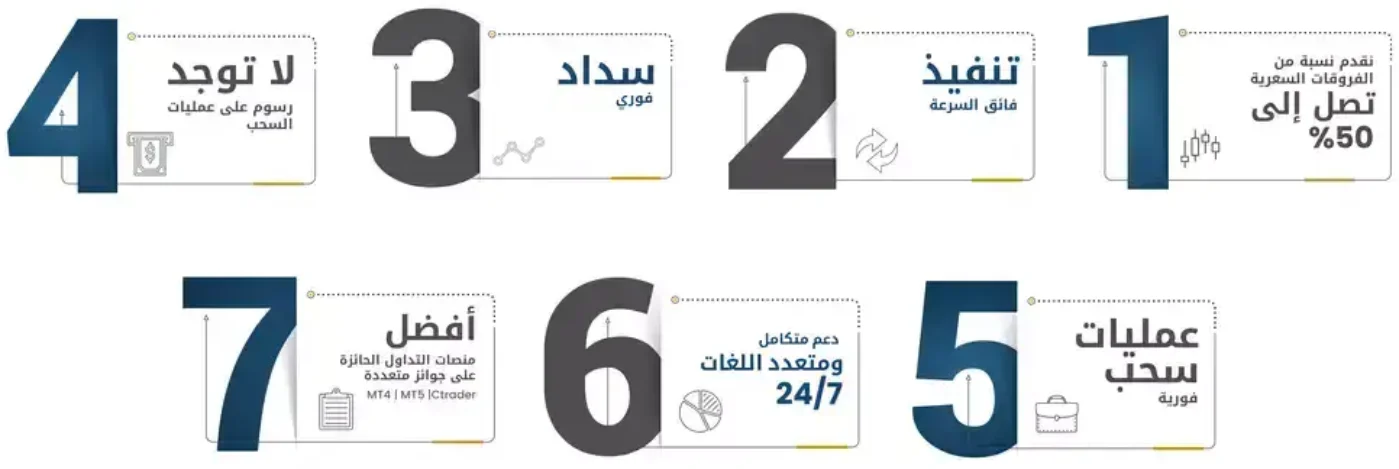 1
نقدم نسبة من
الفروقات السعرية
تصل إلى
%50
2
تنفيذ
فائق السرعة
3
سداد
فوري
4
لا توجد
رسوم على عمليات
السحب
5
عمليات
سحب
فورية
6
دعم متكامل
ومتعدد اللغات
24/7
7
أفضل
منصات التداول الحائزة
على جوائز متعددة
MT4 | MT5 |Ctrader